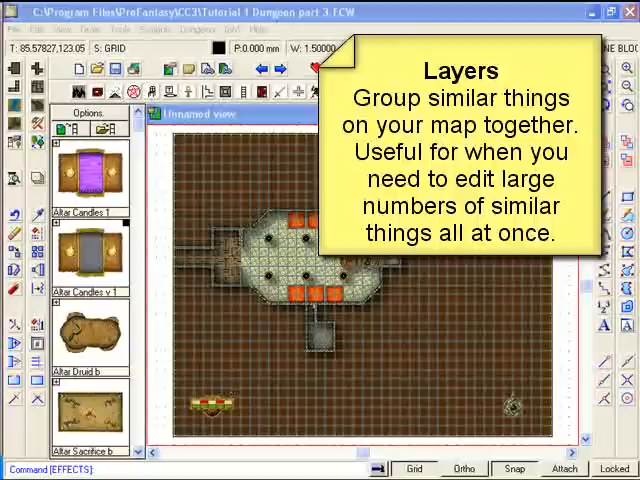 C:\Program Files\ProFantasy\CC3\Tutorial 1 Dungeon part 3.FCW
T: 85.57827,123.05
S: GRID
P:0.000 mm
W: 1.50000
Layers
Group similar things
on your map together.
Useful for when you
need to edit large
numbers of similar
things all at once.
Options.
Unnamed view
Altar Candles 1
Altar Candles v 1
Altar Druid b
Altar Sacrifice b
Command [EFFECTS]:
Grid
Ortho
Snap
Attach
Locked